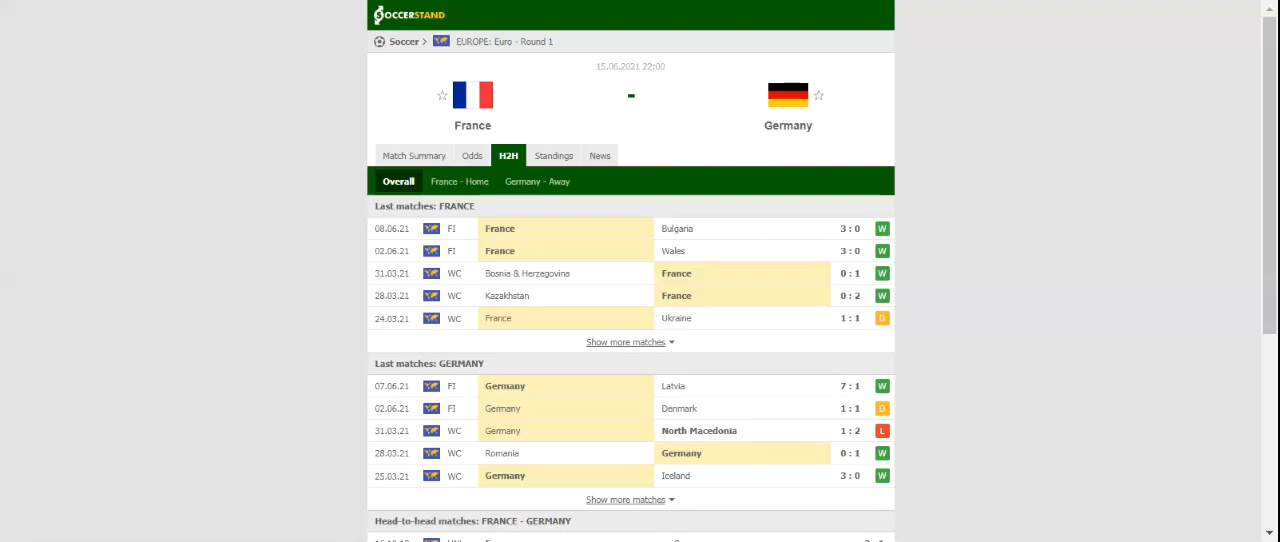 SOCCERSTAND
Soccer > EUROPE: Euro - Round 1
15.06.2021 22:00
-
France Germany
Match Summary Odds H2H Standings News
Overall France - Home Germany - Away
Last matches: FRANCE
08.06.21 FI France Bulgaria 3 : 0 W
02.06.21 FI France Wales 3 : 0 W
31.03.21 WC Bosnia & Herzegovina France 0 : 1 W
28.03.21 WC Kazakhstan France 0 : 2 W
24.03.21 WC France Ukraine 1 : 1 D
Show more matches
Last matches: GERMANY
07.06.21 FI Germany Latvia 7 : 1 W
02.06.21 FI Germany Denmark 1 : 1 D
31.03.21 WC Germany North Macedonia 1 : 2 L
28.03.21 WC Romania Germany 0 : 1 W
25.03.21 WC Germany Iceland 3 : 0 W
Show more matches
Head-to-head matches: FRANCE - GERMANY